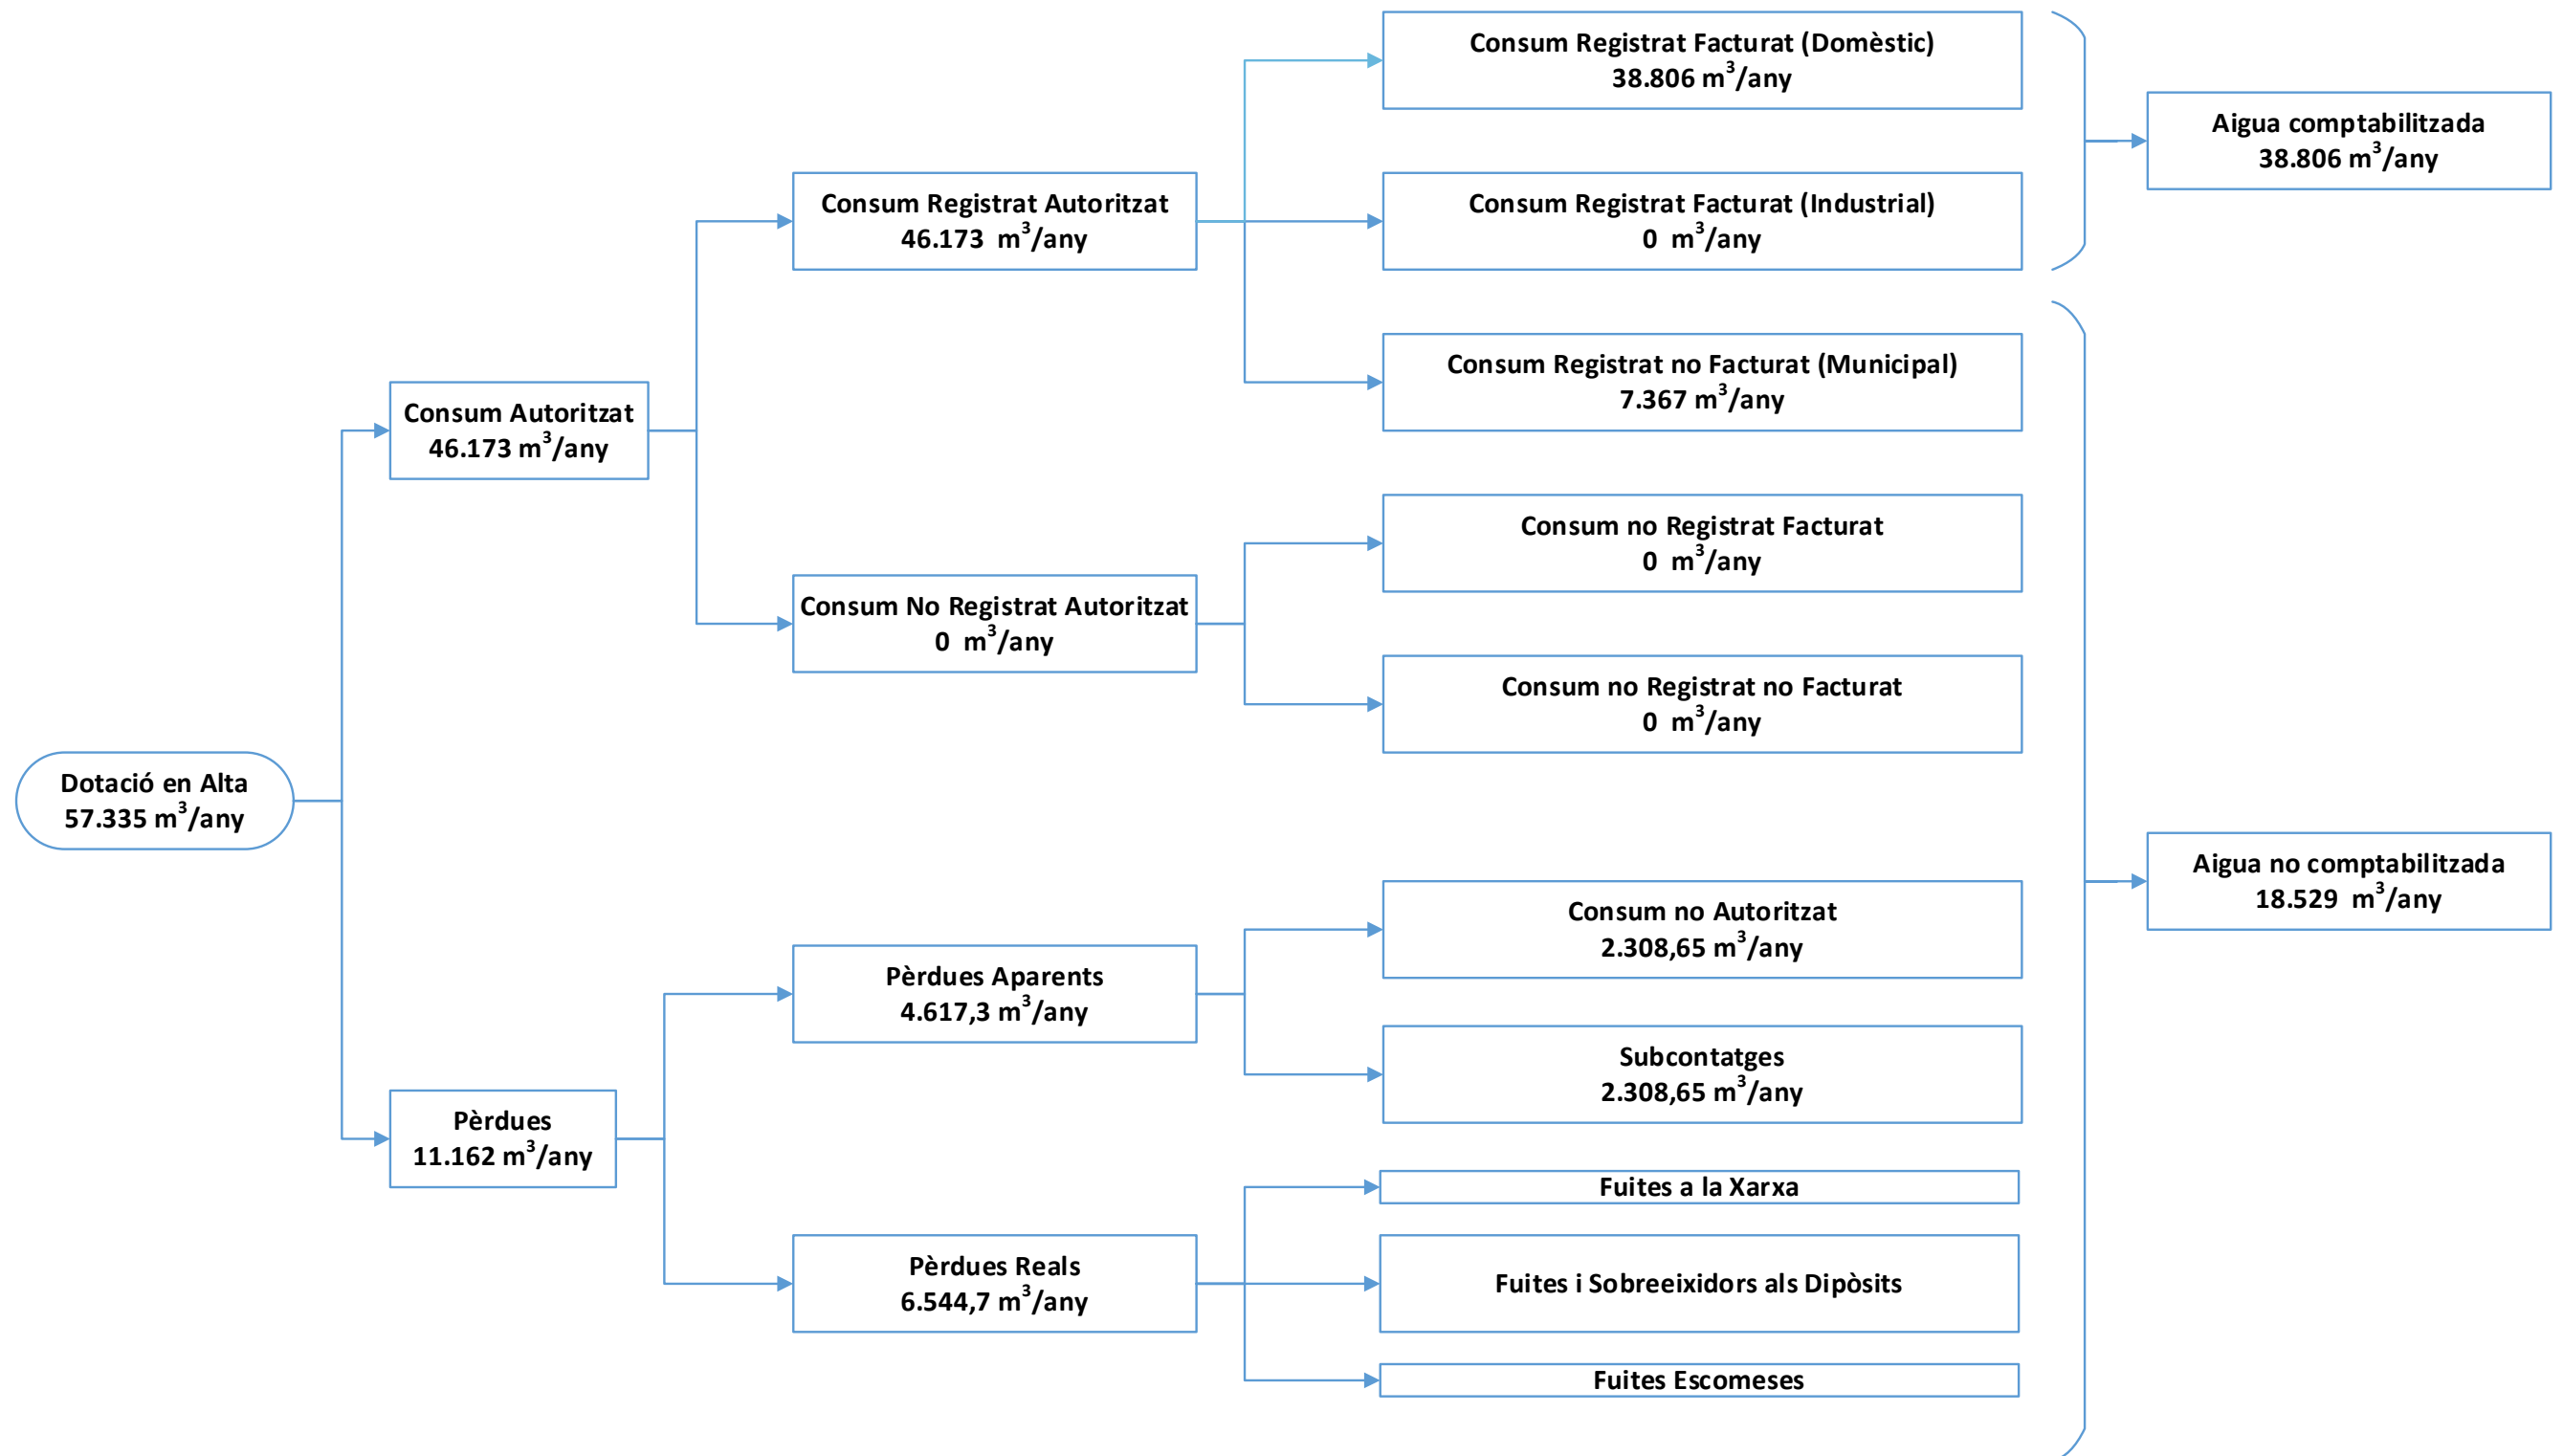 Consum Registrat Facturat (Domèstic)
38.806 m³/any
Aigua comptabilitzada
38.806 m³/any
Consum Registrat Autoritzat
46.173 m³/any
Consum Registrat Facturat (Industrial)
0 m³/any
Consum Registrat no Facturat (Municipal)
7.367 m³/any
Consum Autoritzat
46.173 m³/any
Consum no Registrat Facturat
0 m³/any
Consum No Registrat Autoritzat
0 m³/any
Consum no Registrat no Facturat
0 m³/any
Dotació en Alta
57.335 m³/any
Aigua no comptabilitzada
18.529 m³/any
Consum no Autoritzat
2.308,65 m³/any
Pèrdues Aparents
4.617,3 m³/any
Subcontatges
2.308,65 m³/any
Pèrdues
11.162 m³/any
Fuites a la Xarxa
Pèrdues Reals
6.544,7 m³/any
Fuites i Sobreeixidors als Dipòsits
Fuites Escomeses